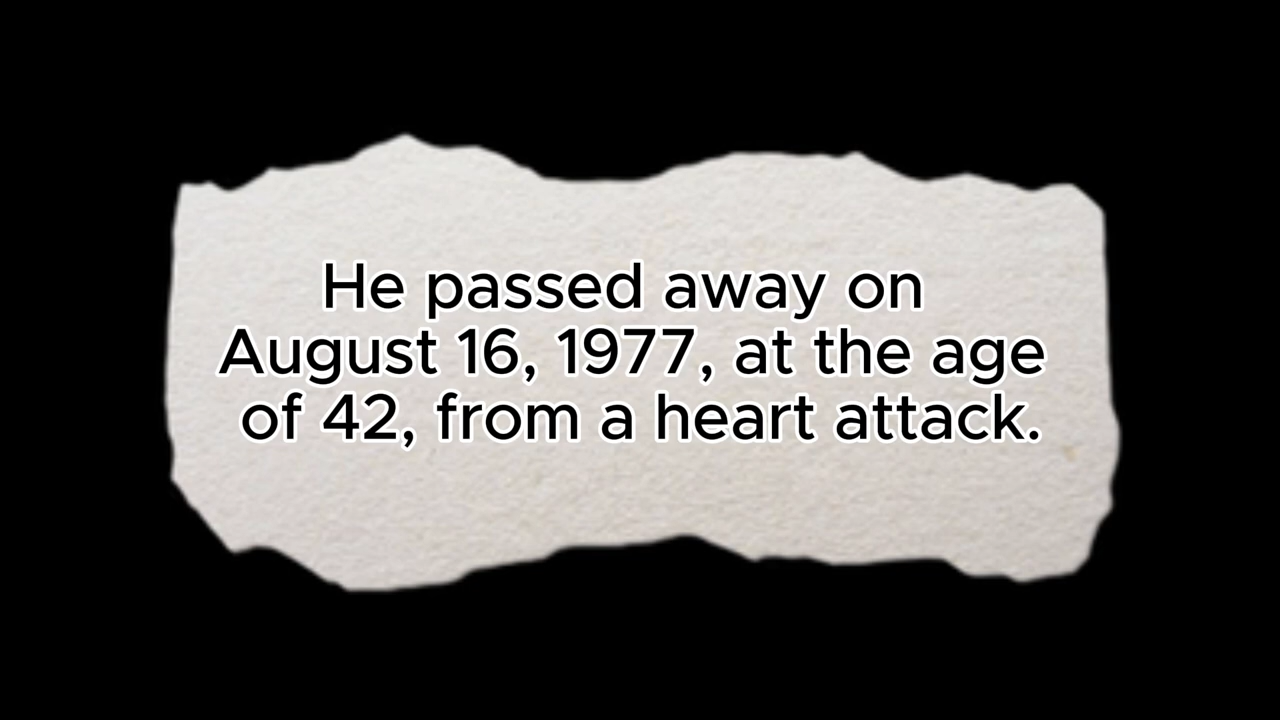 He passed away on
August 16, 1977, at the age
of 42, from a heart attack.